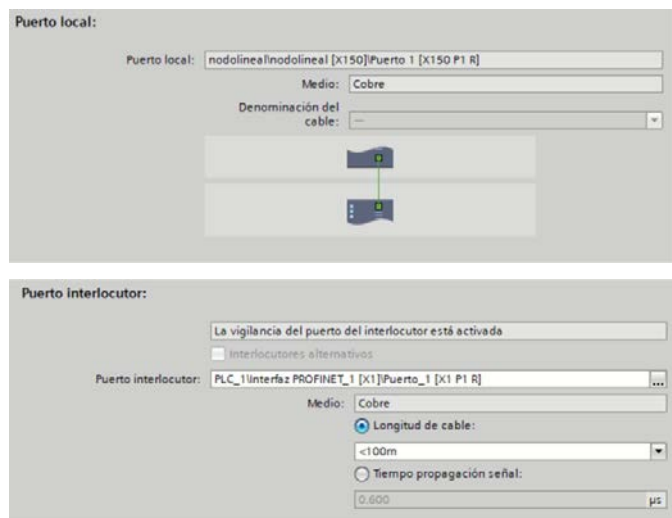 Puerto local:
Puerto local: nodolineal\nodolineal [X150]\Puerto 1 [X150 P1 R]
Medio: Cobre
Denominación del
cable: ---
Puerto interlocutor:
La vigilancia del puerto del interlocutor está activada
Interlocutores alternativos
Puerto interlocutor: PLC_1\Interfaz PROFINET_1 [X1]\Puerto_1 [X1 P1 R]
...
Medio: Cobre
Longitud de cable:
<100m
Tiempo propagación señal:
0.600 µs